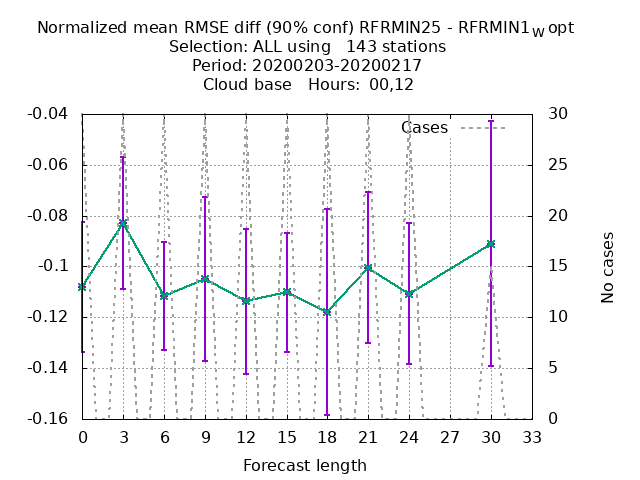 Normalized mean RMSE diff (90% conf) RFRMIN25 - RFRMIN1W opt
Selection: ALL using   143 stations
Period: 20200203-20200217
Cloud base   Hours:  00,12
Cases
-0.04
-0.06
-0.08
-0.1
-0.12
-0.14
-0.16
30
25
20
15
10
5
0
No cases
0 3 6 9 12 15 18 21 24 27 30 33
Forecast length